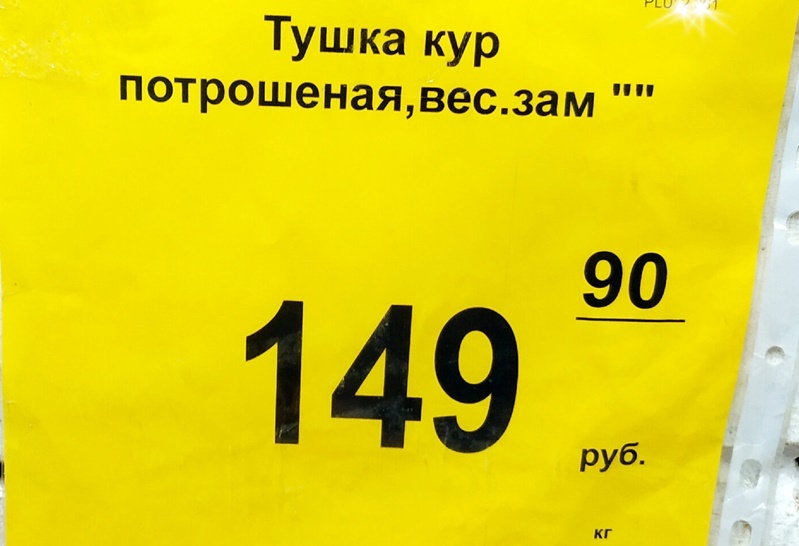 Тушка кур
потрошеная,вес.зам """
90
149
руб.
кг